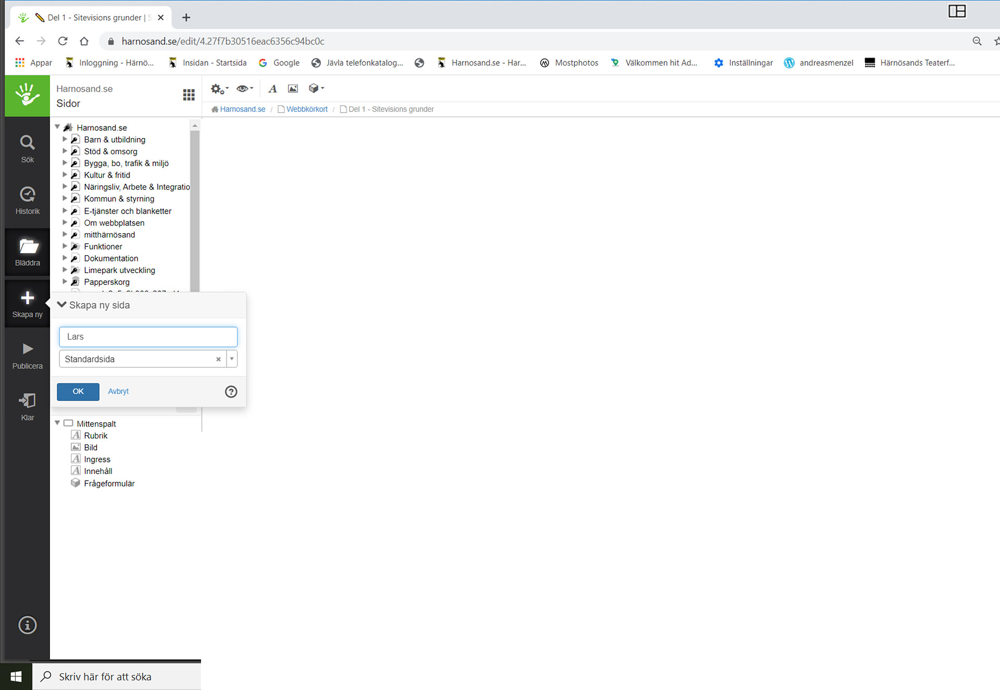 Del 1 - Sitevisions grunder | S
harnosand.se/edit/4.27f7b30516eac6356c94bc0c
Appar
Inloggning - Härnö...
Insidan - Startsida
Google
Jävla telefonkatalog...
Harnosand.se - Har...
Mostphotos
Välkommen hit Ad...
Inställningar
andreasmenzel
Härnösands Teaterf...
Harnosand.se
Sidor
Harnosand.se / Webbkörkort / Del 1 - Sitevisions grunder
Sök
Historik
Bläddra
Skapa ny
Publicera
Klar
Harnosand.se
Barn & utbildning
Stöd & omsorg
Bygga, bo, trafik & miljö
Kultur & fritid
Näringsliv, Arbete & Integratio
Kommun & styrning
E-tjänster och blanketter
Om webbplatsen
mitthärnösand
Funktioner
Dokumentation
Limepark utveckling
Papperskorg
Skapa ny sida
Lars
Standardsida
OK
Avbryt
Mittenspalt
Rubrik
Bild
Ingress
Innehåll
Frågeformulär
Skriv här för att söka